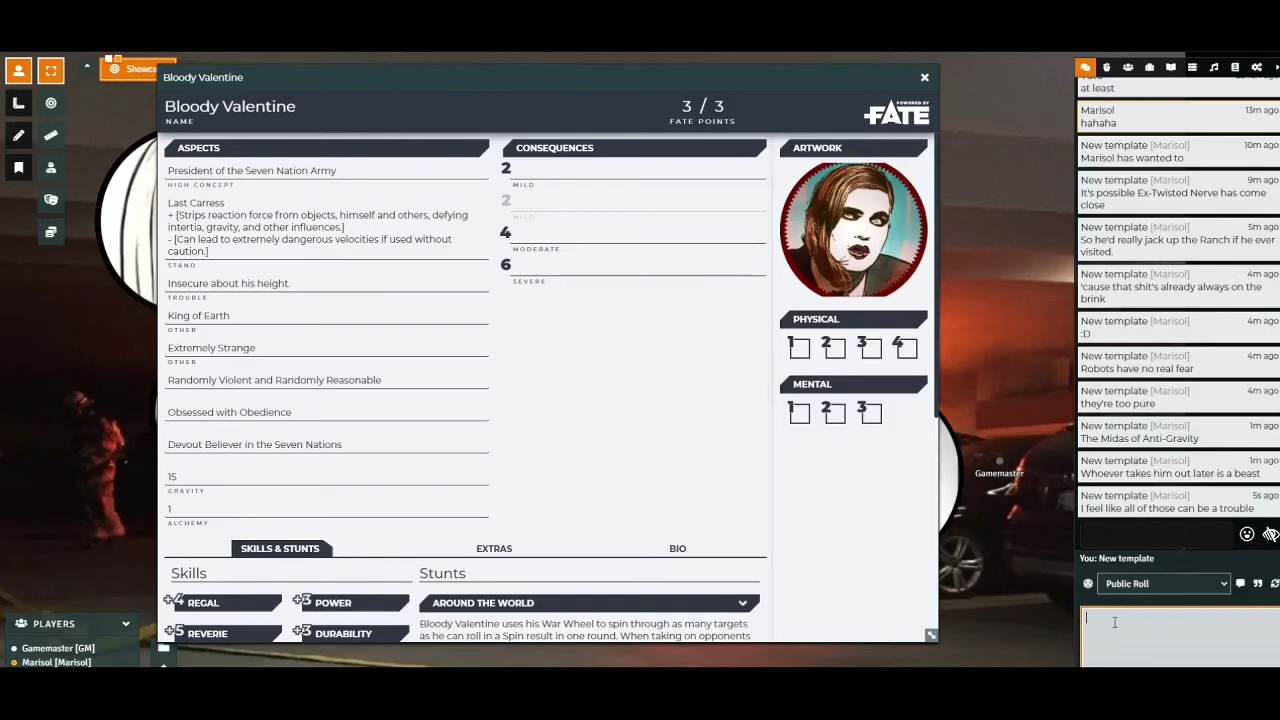 Showca
Bloody Valentine
Bloody Valentine
NAME
3 / 3
FATE POINTS
POWERED BY
FATE
ASPECTS
President of the Seven Nation Army
HIGH CONCEPT
Last Carress
+ [Strips reaction force from objects, himself and others, defying
intertia, gravity, and other influences.]
- [Can lead to extremely dangerous velocities if used without
caution.]
STAND
Insecure about his height.
TROUBLE
King of Earth
OTHER
Extremely Strange
OTHER
Randomly Violent and Randomly Reasonable
Obsessed with Obedience
Devout Believer in the Seven Nations
15
GRAVITY
1
ALCHEMY
CONSEQUENCES
2
MILD
2
MILD
4
MODERATE
6
SEVERE
ARTWORK
PHYSICAL
1 2 3 4
MENTAL
1 2 3
SKILLS & STUNTS
EXTRAS
BIO
Skills
+4 REGAL
+3 POWER
+5 REVERIE
+3 DURABILITY
Stunts
AROUND THE WORLD
Bloody Valentine uses his War Wheel to spin through as many targets
as he can roll in a Spin result in one round. When taking on opponents
PLAYERS
Gamemaster [GM]
Marisol [Marisol]
Gamemaster
at least
Marisol 13m ago
hahaha
New template [Marisol] 10m ago
Marisol has wanted to
New template [Marisol] 9m ago
It's possible Ex-Twisted Nerve has come
close
New template [Marisol] 5m ago
So he'd really jack up the Ranch if he ever
visited.
New template [Marisol] 4m ago
'cause that shit's already always on the
brink
New template [Marisol] 4m ago
:D
New template [Marisol] 4m ago
Robots have no real fear
New template [Marisol] 4m ago
they're too pure
New template [Marisol] 1m ago
The Midas of Anti-Gravity
New template [Marisol] 1m ago
Whoever takes him out later is a beast
New template [Marisol] 5s ago
I feel like all of those can be a trouble
You: New template
Public Roll